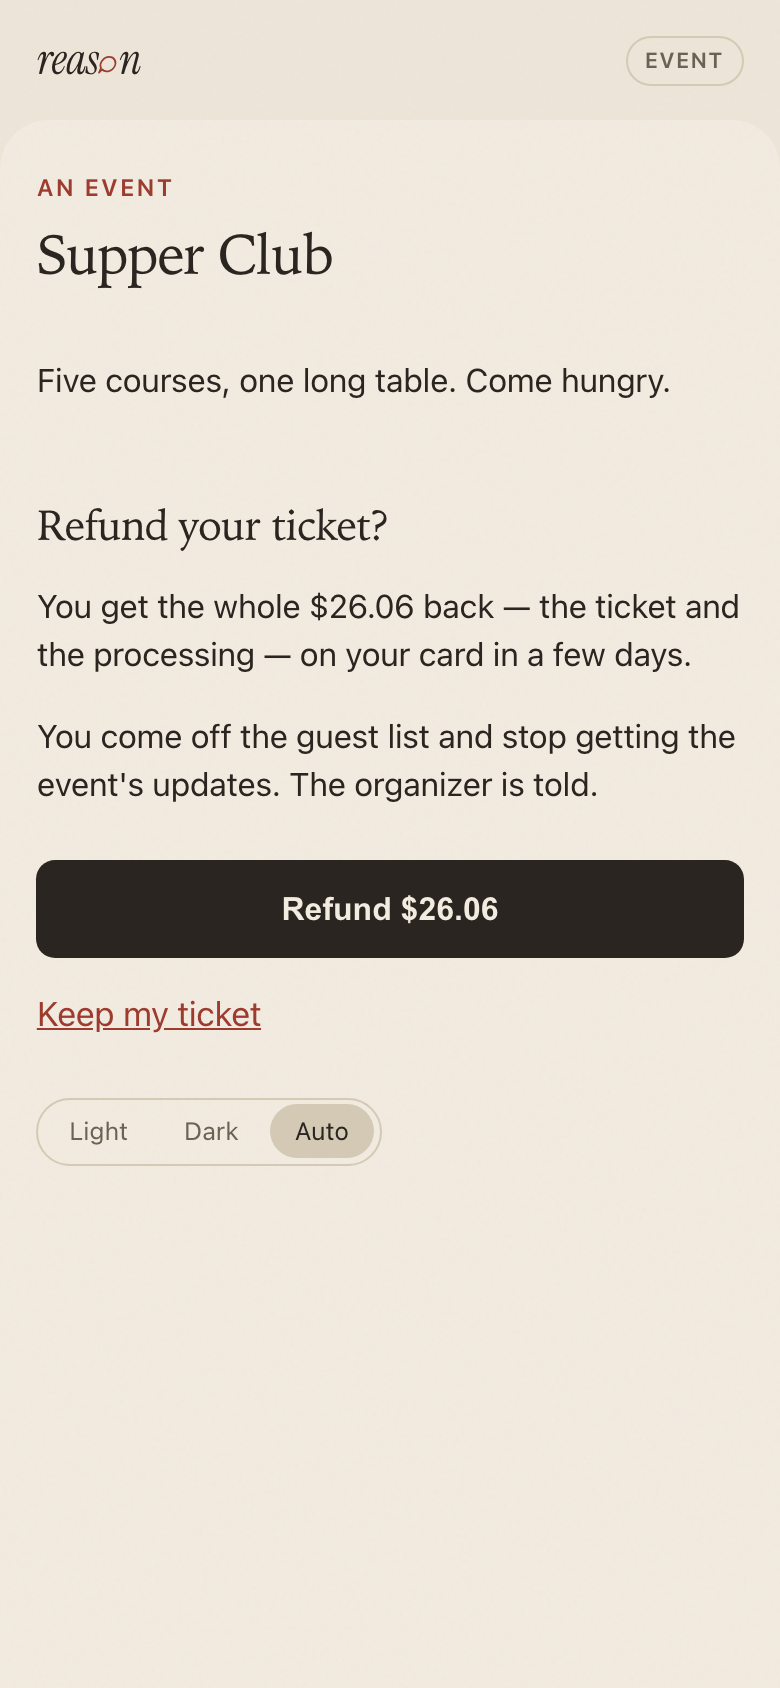 reason
EVENT
AN EVENT
Supper Club
Five courses, one long table. Come hungry.
Refund your ticket?
You get the whole $26.06 back — the ticket and
the processing — on your card in a few days.
You come off the guest list and stop getting the
event's updates. The organizer is told.
Refund $26.06
Keep my ticket
Light Dark Auto